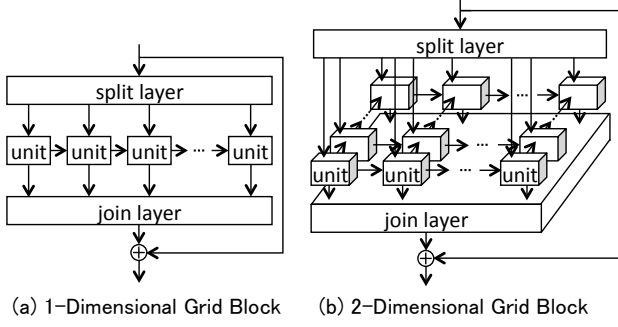 split layer
unit unit unit ... unit
join layer
(a) 1-Dimensional Grid Block
split layer
...
...
unit unit ... unit
join layer
(b) 2-Dimensional Grid Block